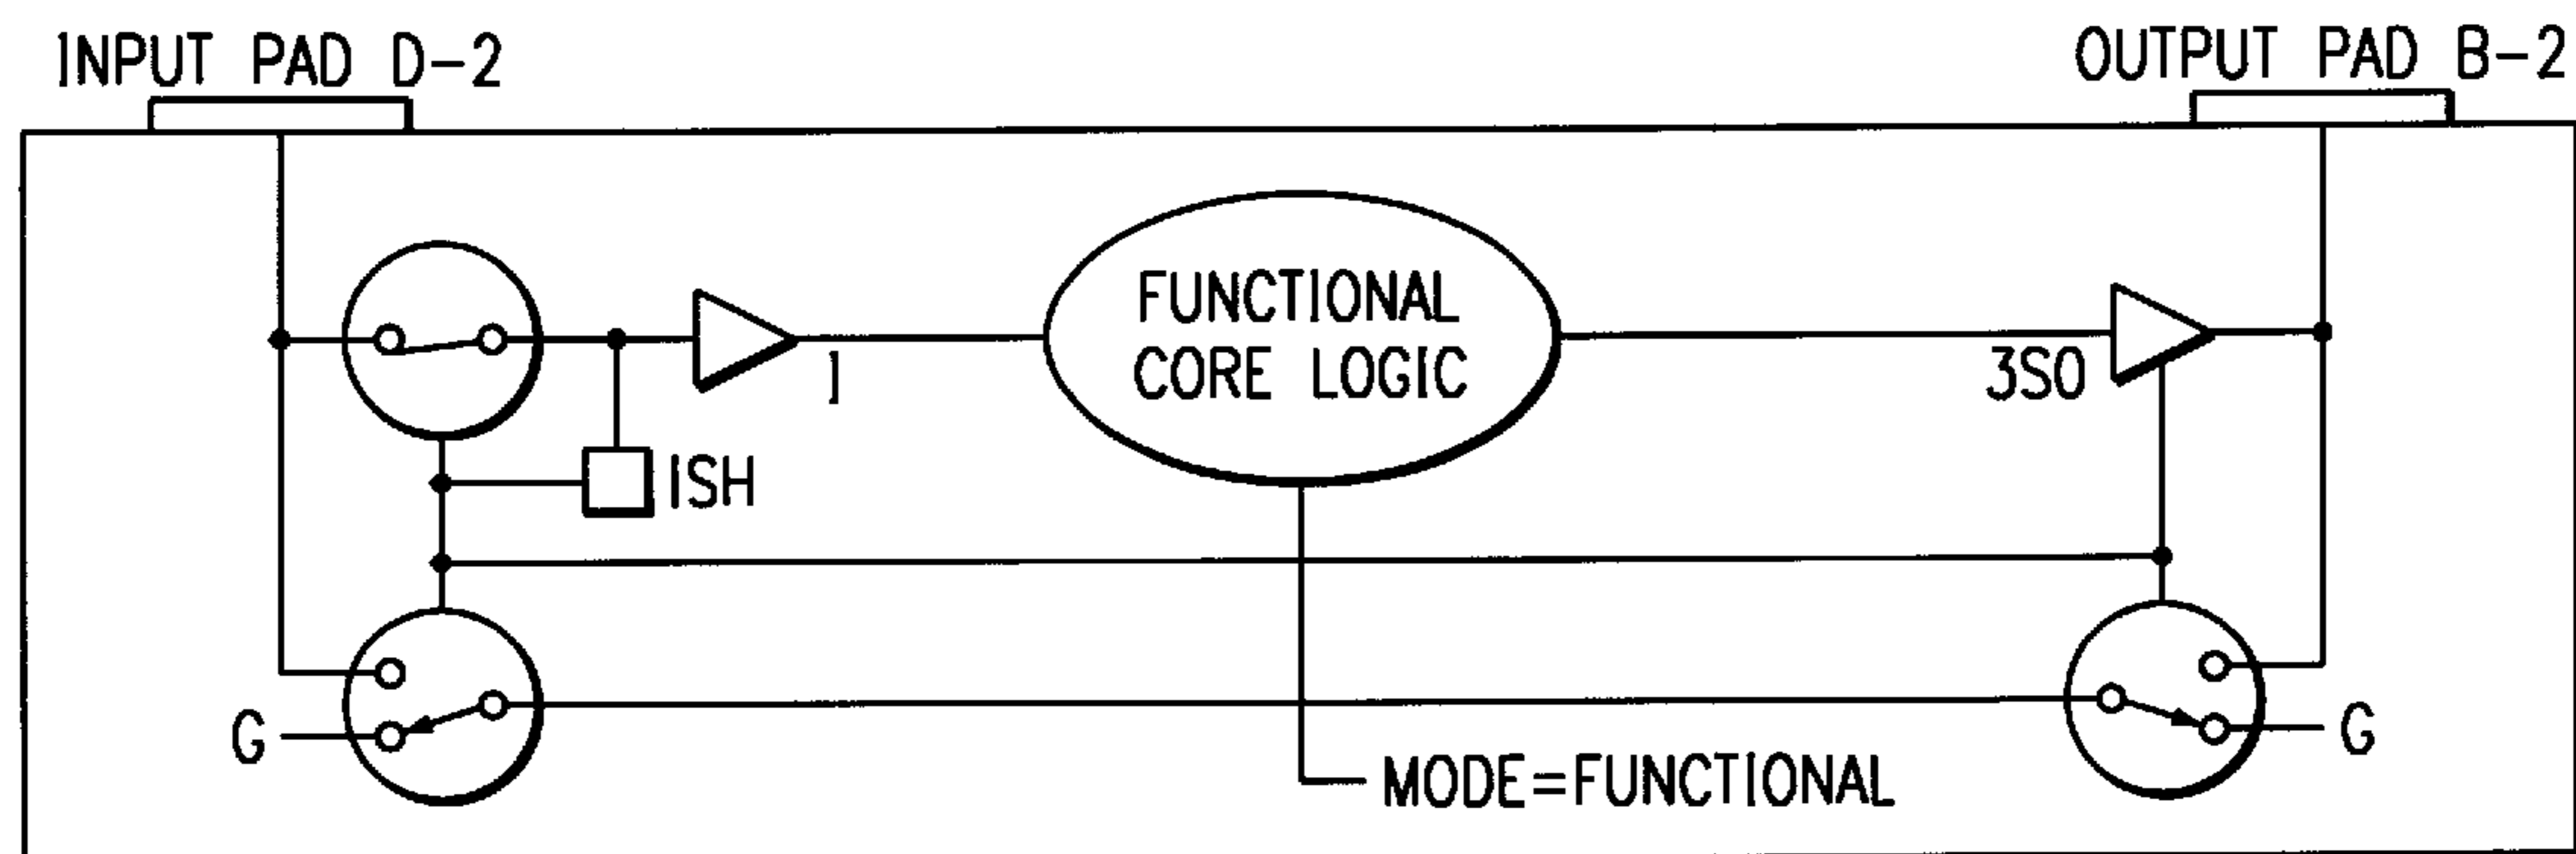 INPUT PAD D-2
OUTPUT PAD B-2
FUNCTIONAL
CORE LOGIC
I
3SO
ISH
G
G
MODE=FUNCTIONAL